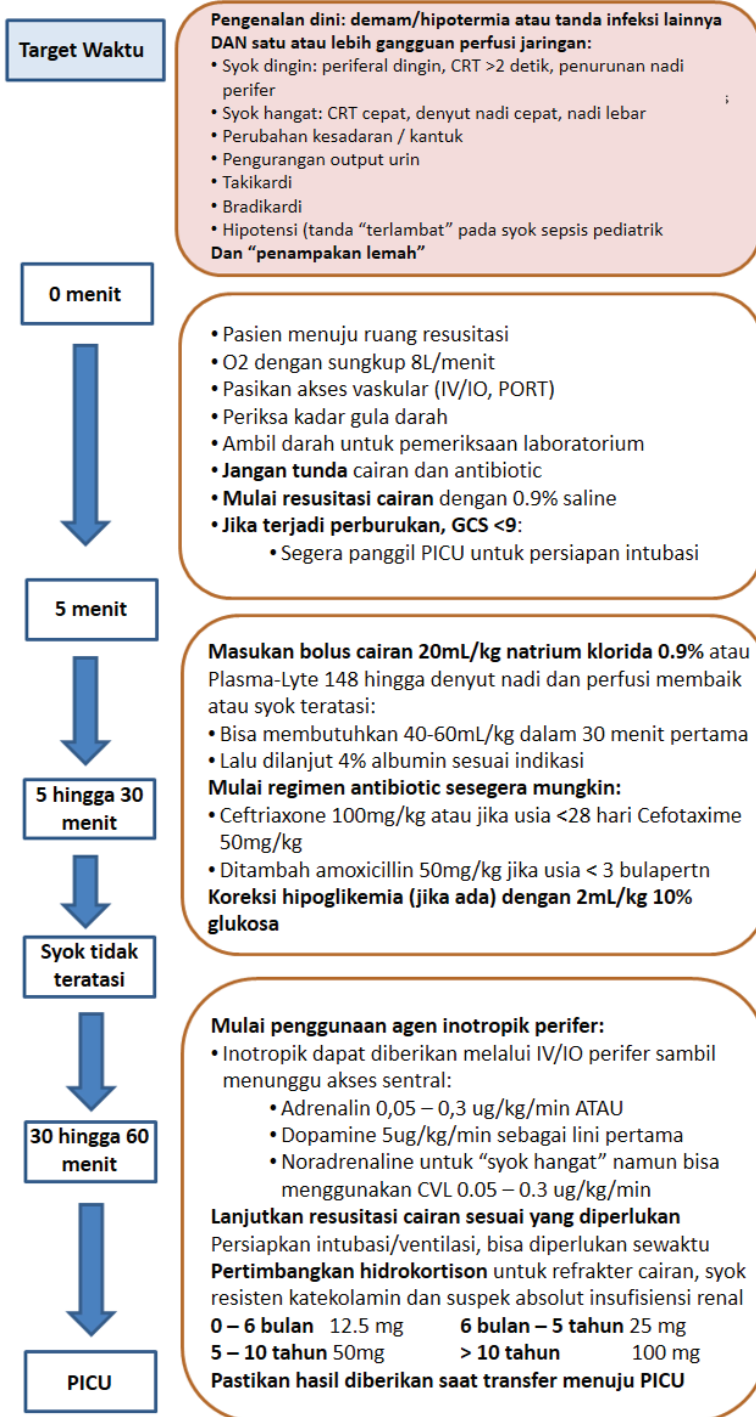 Target Waktu
Pengenalan dini: demam/hipotermia atau tanda infeksi lainnya
DAN satu atau lebih gangguan perfusi jaringan:
• Syok dingin: periferal dingin, CRT >2 detik, penurunan nadi
perifer
• Syok hangat: CRT cepat, denyut nadi cepat, nadi lebar
• Perubahan kesadaran / kantuk
• Pengurangan output urin
• Takikardi
• Bradikardi
• Hipotensi (tanda “terlambat” pada syok sepsis pediatrik
Dan “penampakan lemah”
0 menit
• Pasien menuju ruang resusitasi
• O2 dengan sungkup 8L/menit
• Pasikan akses vaskular (IV/IO, PORT)
• Periksa kadar gula darah
• Ambil darah untuk pemeriksaan laboratorium
• Jangan tunda cairan dan antibiotic
• Mulai resusitasi cairan dengan 0.9% saline
• Jika terjadi perburukan, GCS <9:
• Segera panggil PICU untuk persiapan intubasi
5 menit
Masukan bolus cairan 20mL/kg natrium klorida 0.9% atau
Plasma-Lyte 148 hingga denyut nadi dan perfusi membaik
atau syok teratasi:
• Bisa membutuhkan 40-60mL/kg dalam 30 menit pertama
• Lalu dilanjut 4% albumin sesuai indikasi
Mulai regimen antibiotic sesegera mungkin:
• Ceftriaxone 100mg/kg atau jika usia <28 hari Cefotaxime
50mg/kg
• Ditambah amoxicillin 50mg/kg jika usia < 3 bulapertn
Koreksi hipoglikemia (jika ada) dengan 2mL/kg 10%
glukosa
5 hingga 30
menit
Syok tidak
teratasi
Mulai penggunaan agen inotropik perifer:
• Inotropik dapat diberikan melalui IV/IO perifer sambil
menunggu akses sentral:
• Adrenalin 0,05 – 0,3 ug/kg/min ATAU
• Dopamine 5ug/kg/min sebagai lini pertama
• Noradrenaline untuk “syok hangat” namun bisa
menggunakan CVL 0.05 – 0.3 ug/kg/min
Lanjutkan resusitasi cairan sesuai yang diperlukan
Persiapkan intubasi/ventilasi, bisa diperlukan sewaktu
Pertimbangkan hidrokortison untuk refrakter cairan, syok
resisten katekolamin dan suspek absolut insufisiensi renal
0 – 6 bulan 12.5 mg 6 bulan – 5 tahun 25 mg
5 – 10 tahun 50mg > 10 tahun 100 mg
Pastikan hasil diberikan saat transfer menuju PICU
30 hingga 60
menit
PICU